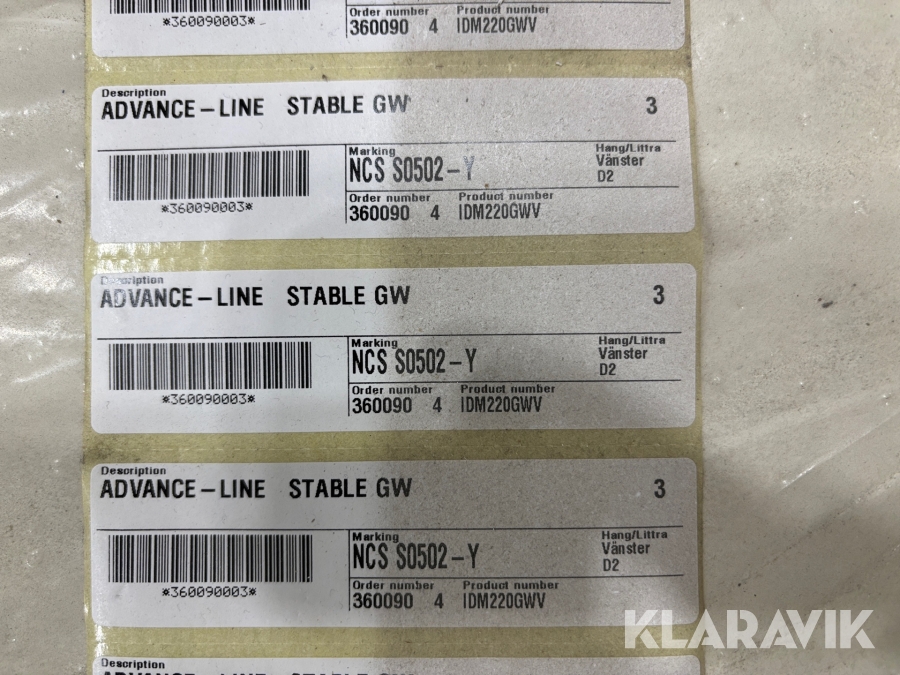 Order number Product number
*360090003* 360090 4 IDM220GWV
Description
ADVANCE-LINE STABLE GW 3
Marking Hang/Littra
NCS S0502-Y Vänster
D2
Order number Product number
*360090003* 360090 4 IDM220GWV
Description
ADVANCE-LINE STABLE GW 3
Marking Hang/Littra
NCS S0502-Y Vänster
D2
Order number Product number
*360090003* 360090 4 IDM220GWV
Description
ADVANCE-LINE STABLE GW 3
Marking Hang/Littra
NCS S0502-Y Vänster
D2
Order number Product number
*360090003* 360090 4 IDM220GWV
KLARAVIK
Description